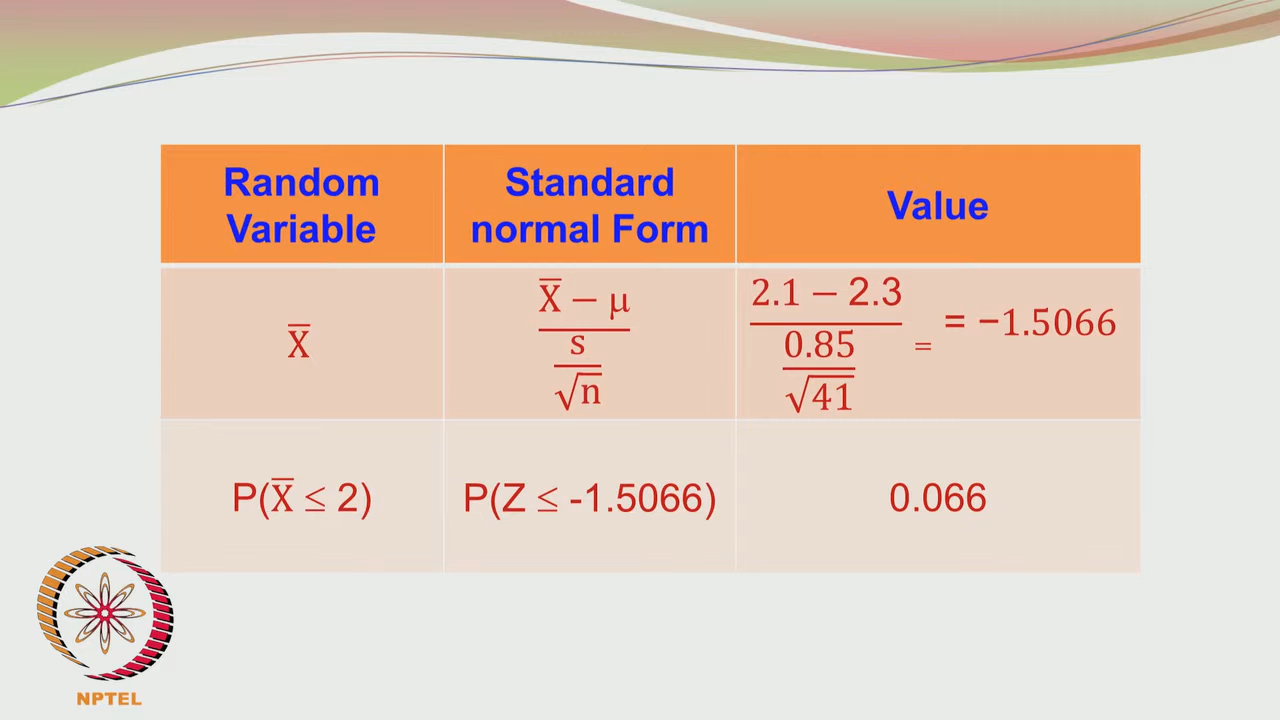 Random
Variable
Standard
normal Form
Value
X̅
X̅ − μ
s
√n
2.1 − 2.3
0.85
√41
=
= −1.5066
P(X̅ ≤ 2)
P(Z ≤ -1.5066)
0.066
NPTEL